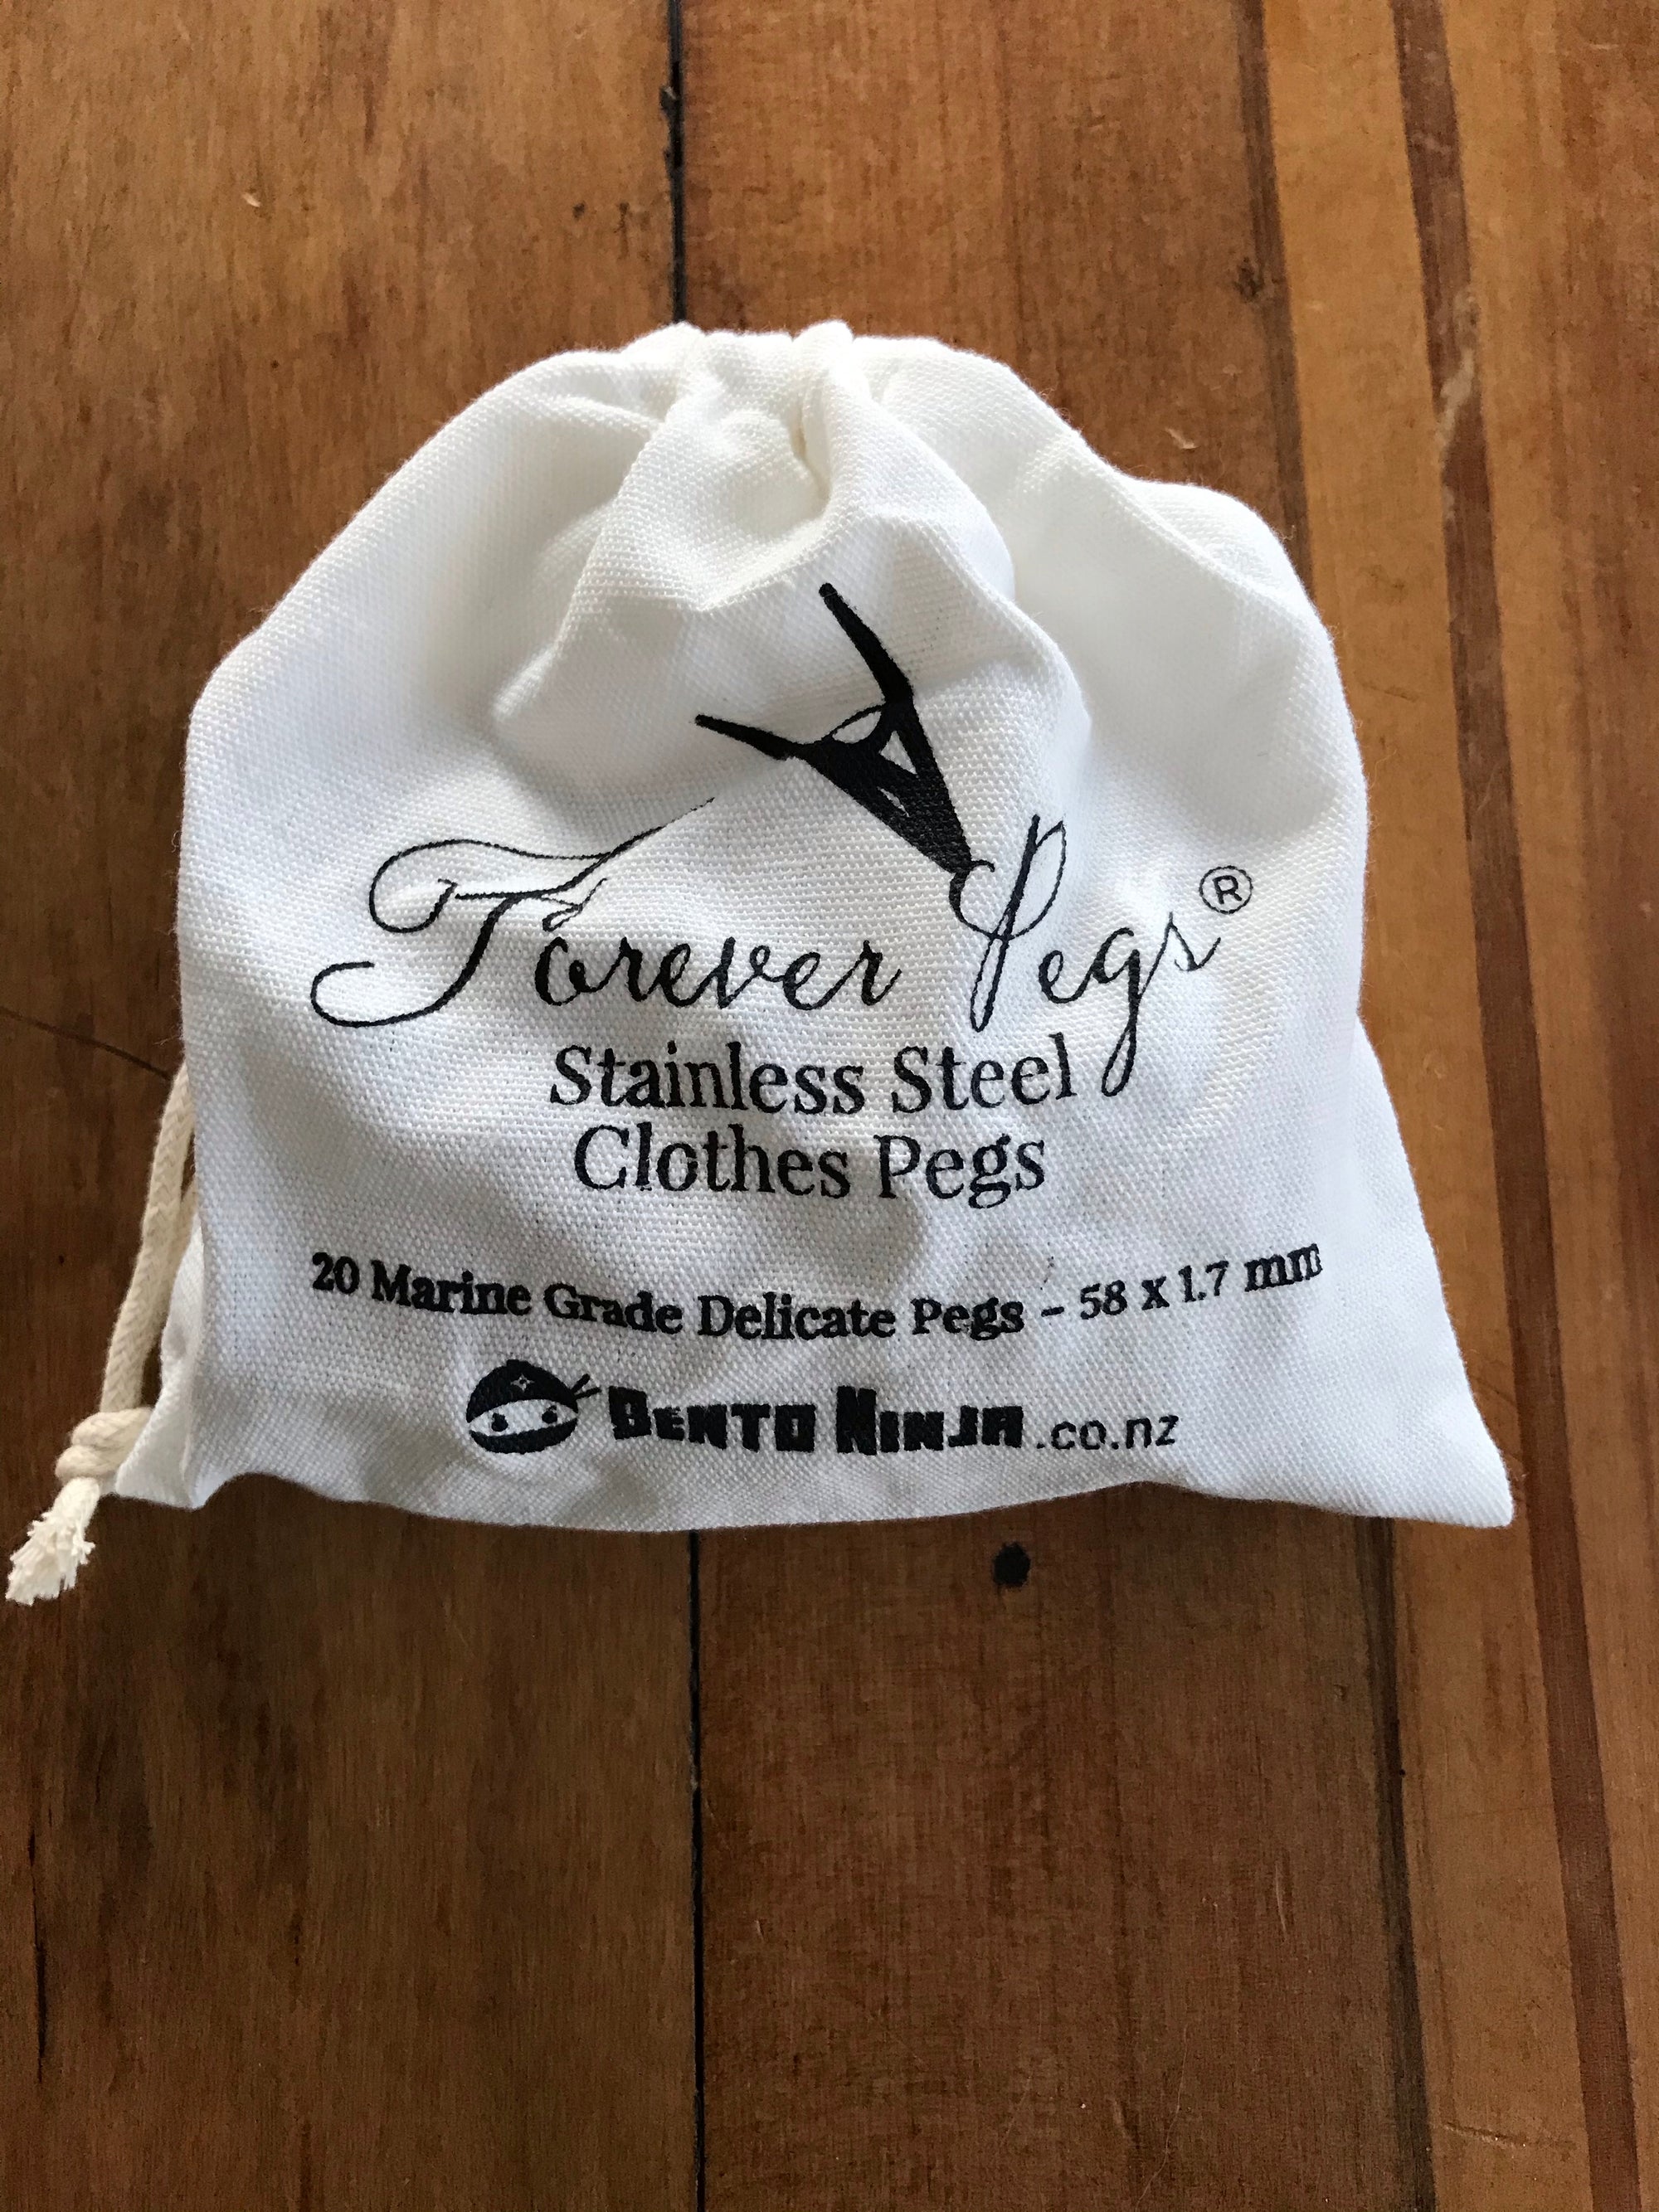 Forever Pegs®
Stainless Steel
Clothes Pegs
20 Marine Grade Delicate Pegs - 58 x 1.7 mm
BENTO NINJA.co.nz